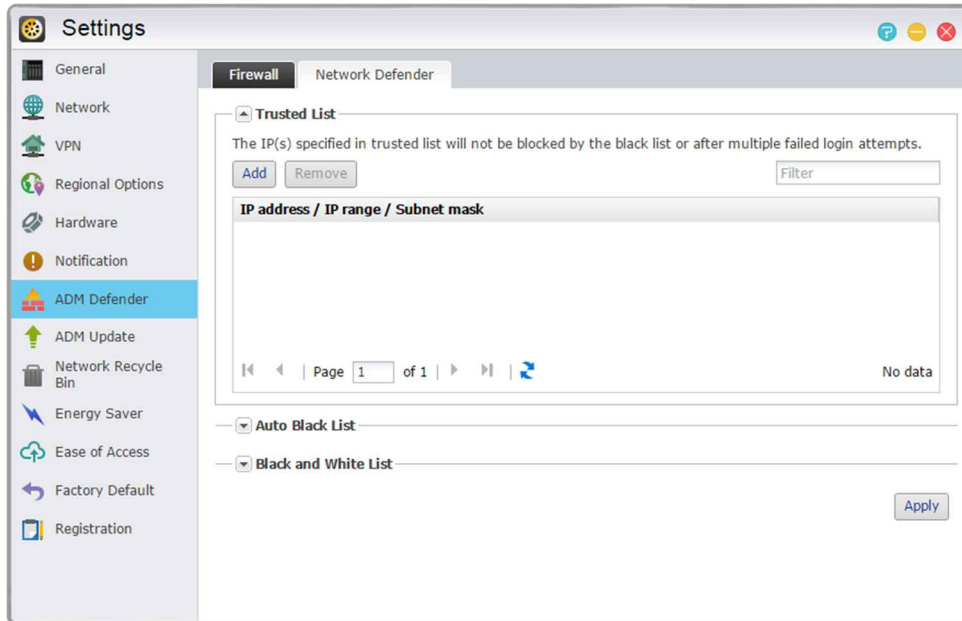 Settings
General
Network
VPN
Regional Options
Hardware
Notification
ADM Defender
ADM Update
Network Recycle
Bin
Energy Saver
Ease of Access
Factory Default
Registration
Firewall Network Defender
Trusted List
The IP(s) specified in trusted list will not be blocked by the black list or after multiple failed login attempts.
Add Remove Filter
IP address / IP range / Subnet mask
Page 1 of 1 No data
Auto Black List
Black and White List
Apply